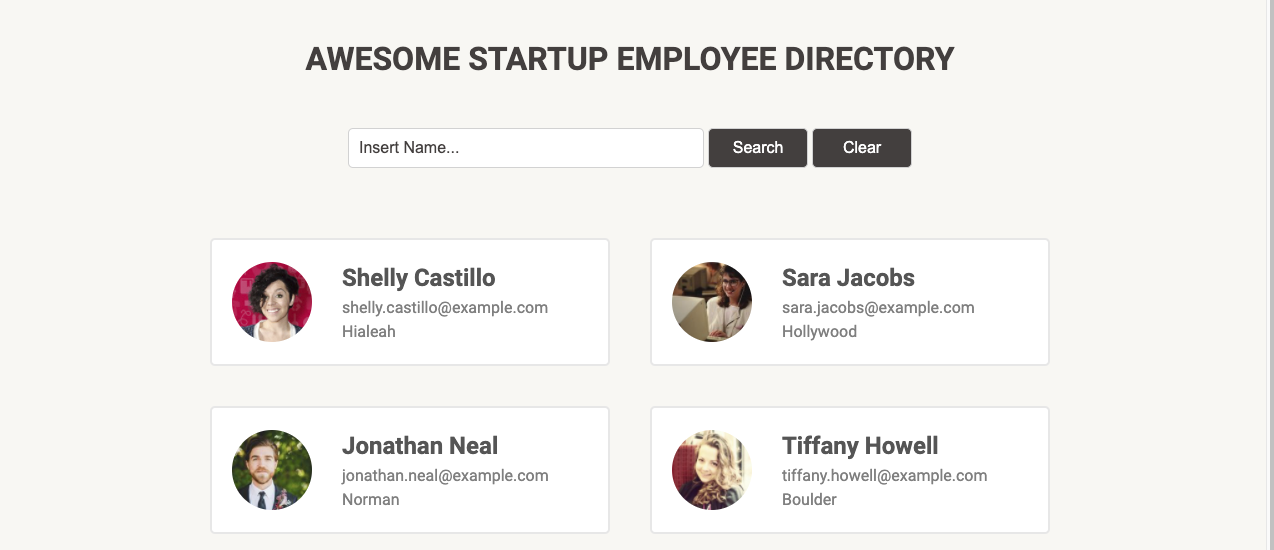 AWESOME STARTUP EMPLOYEE DIRECTORY
Insert Name...
Search
Clear
Shelly Castillo
shelly.castillo@example.com
Hialeah
Sara Jacobs
sara.jacobs@example.com
Hollywood
Jonathan Neal
jonathan.neal@example.com
Norman
Tiffany Howell
tiffany.howell@example.com
Boulder